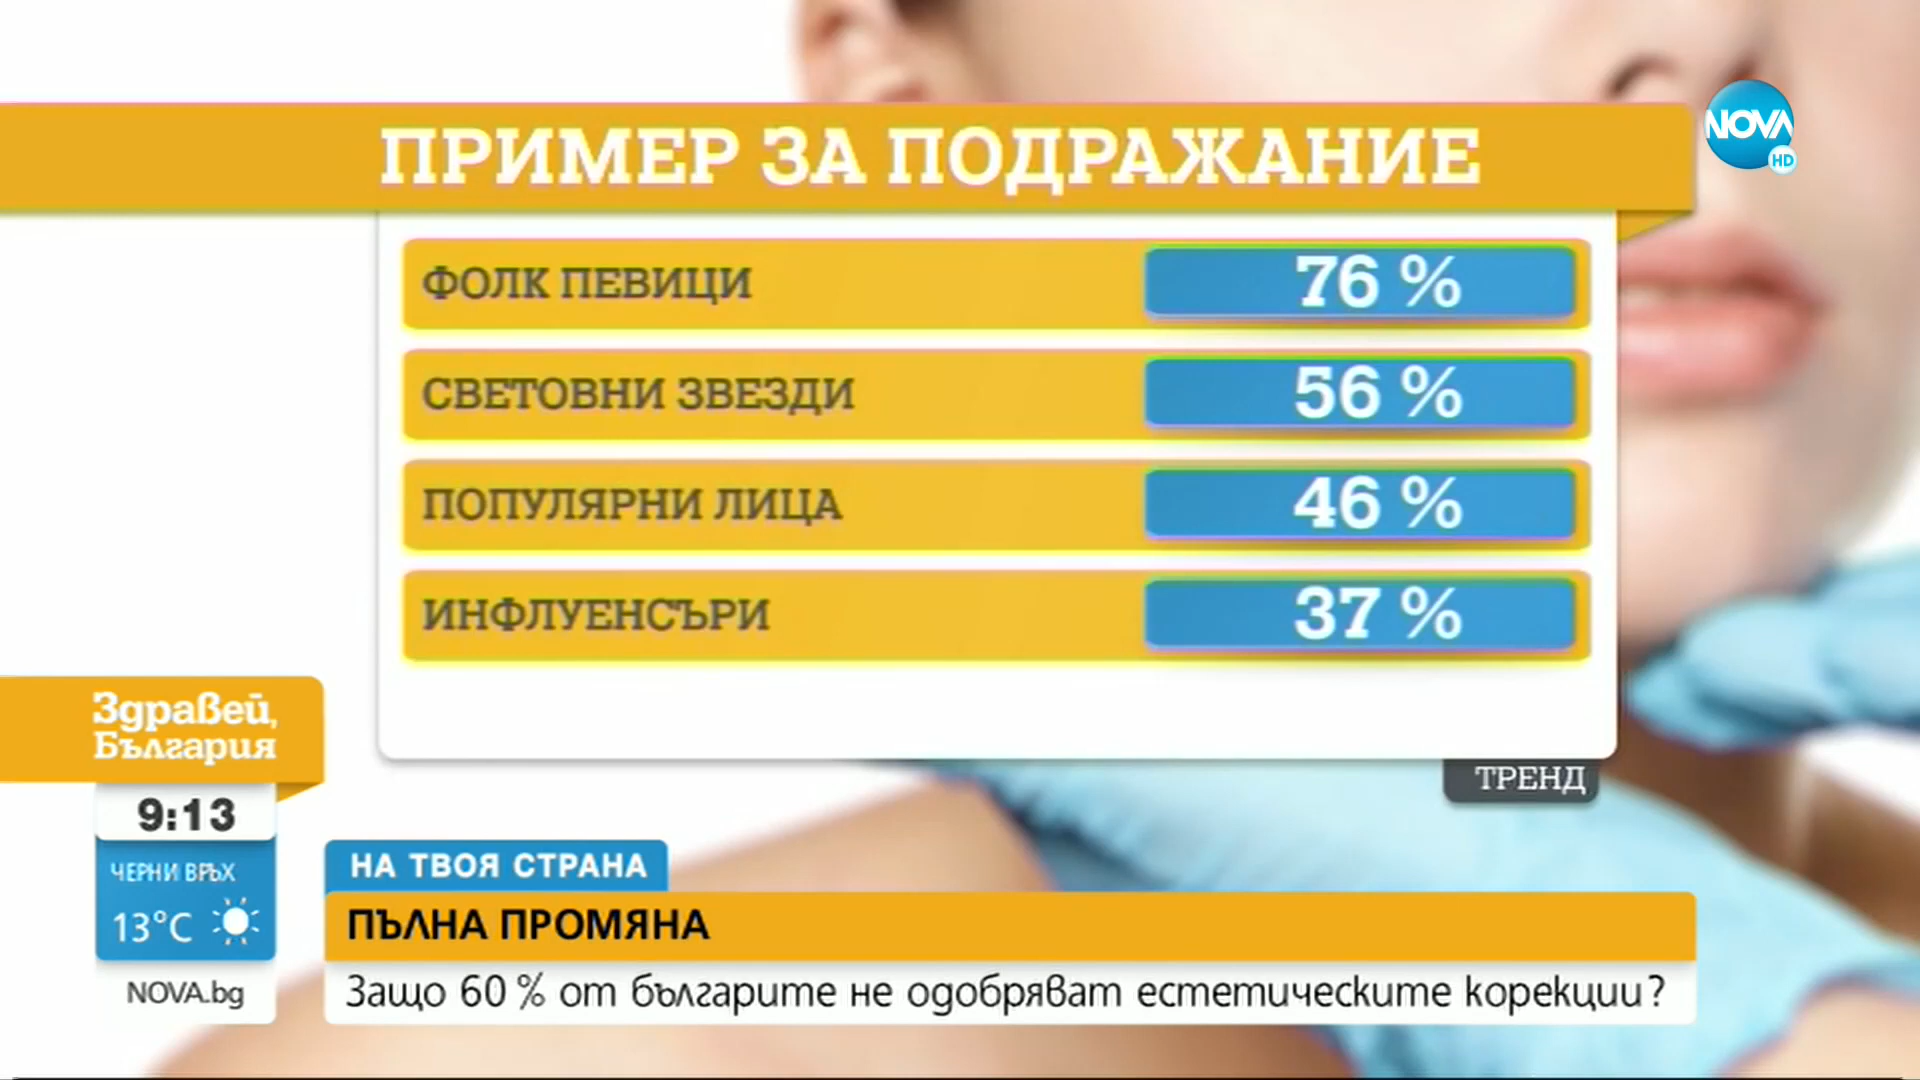 ПРИМЕР ЗА ПОДРАЖАНИЕ
NOVA
HD
ФОЛК ПЕВИЦИ 76 %
СВЕТОВНИ ЗВЕЗДИ 56 %
ПОПУЛЯРНИ ЛИЦА 46 %
ИНФЛУЕНСЪРИ 37 %
ТРЕНД
Здравей,
България
9:13
ЧЕРНИ ВРЪХ
13°C
NOVA.bg
НА ТВОЯ СТРАНА
ПЪЛНА ПРОМЯНА
Защо 60 % от българите не одобряват естетическите корекции?